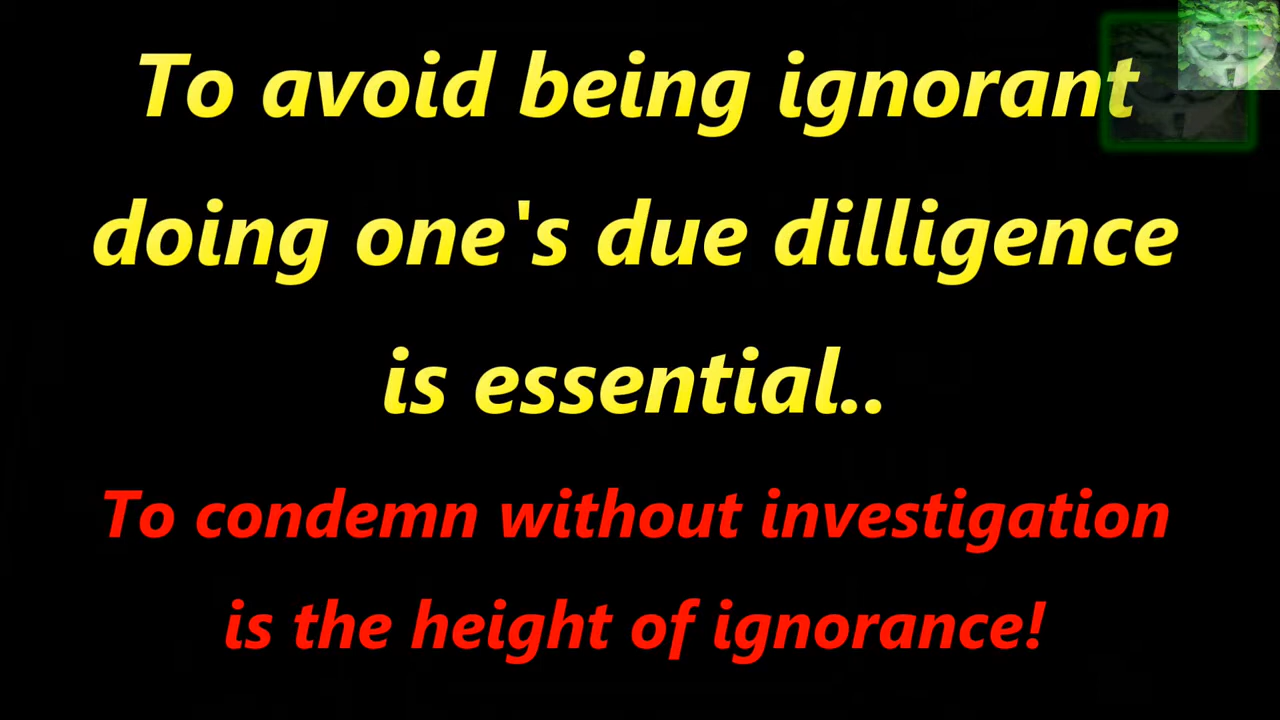 To avoid being ignorant
doing one's due dilligence
is essential..
To condemn without investigation
is the height of ignorance!